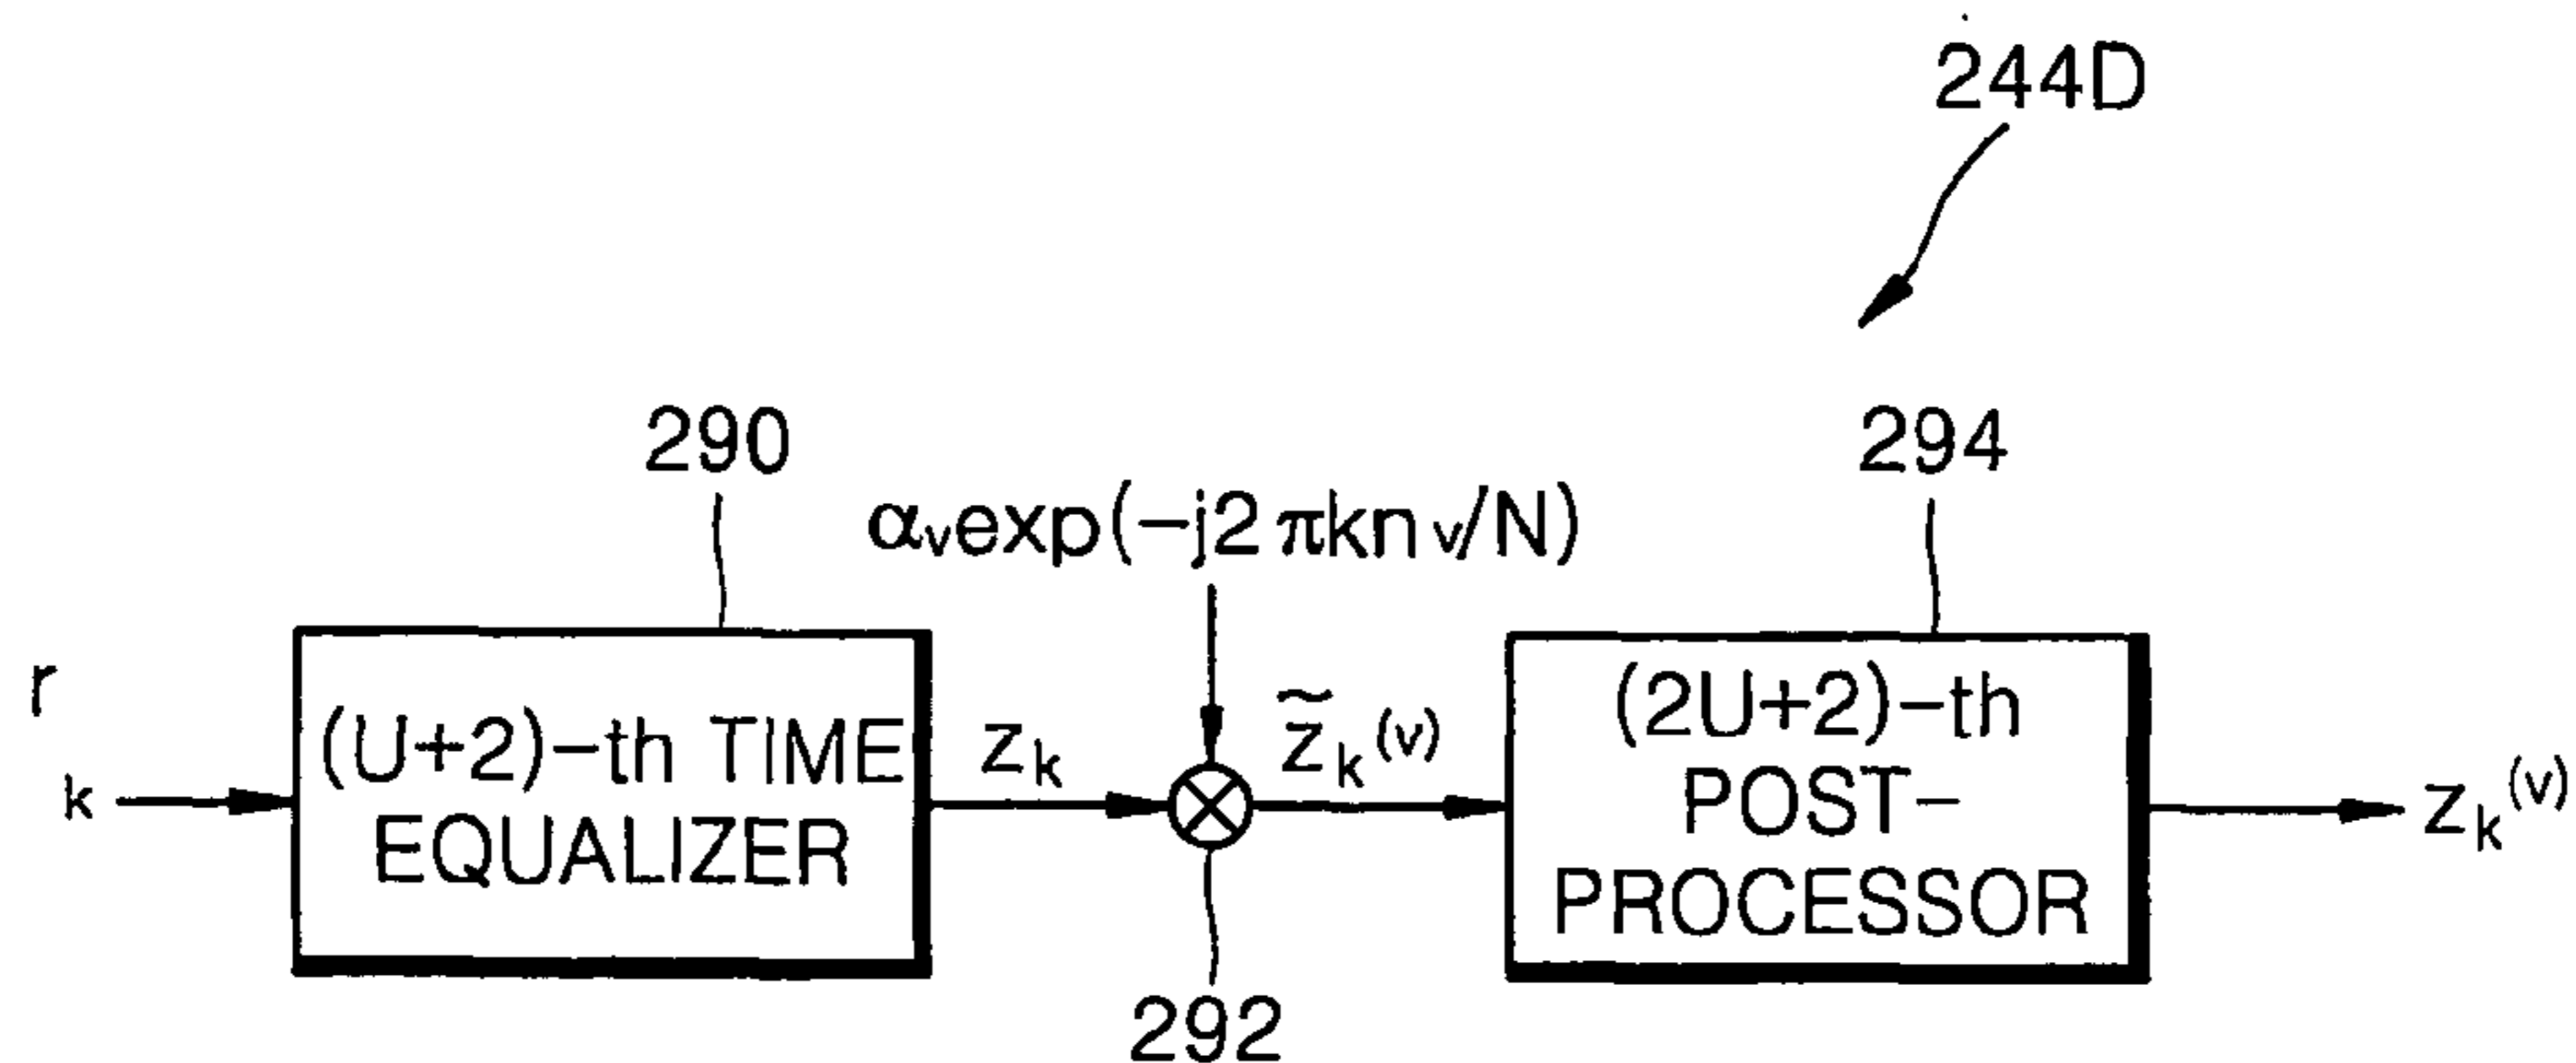 244D
290
294
αᵥexp(−j2πknᵥ/N)
r
k
(U+2)-th TIME
EQUALIZER
zₖ
z̃ₖ⁽ᵛ⁾
(2U+2)-th
POST-
PROCESSOR
zₖ⁽ᵛ⁾
292